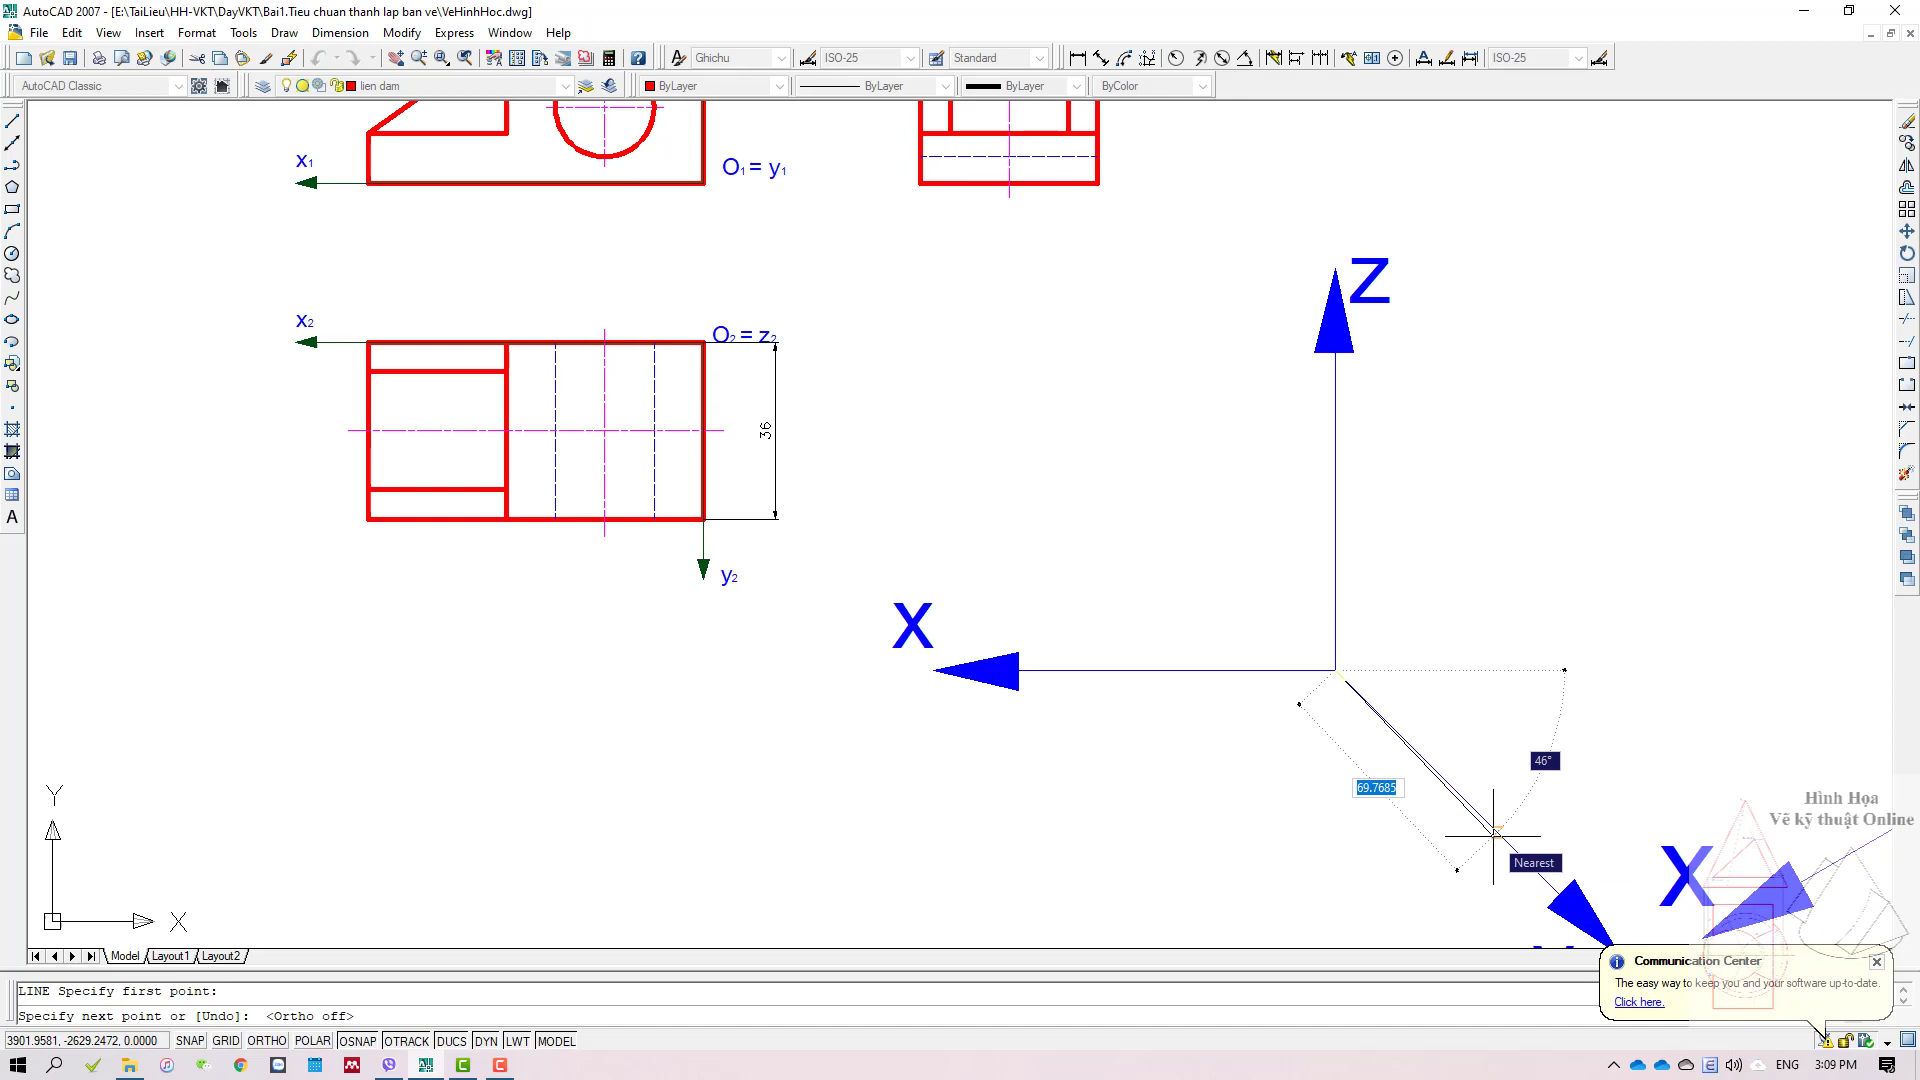 AutoCAD 2007 - [E:\TaiLieu\HH-VKT\DayVKT\Bai1.Tieu chuan thanh lap ban ve\VeHinhHoc.dwg]
File Edit View Insert Format Tools Draw Dimension Modify Express Window Help
Ghichu ISO-25 Standard ISO-25
AutoCAD Classic lien dam ByLayer ByLayer ByLayer ByColor
x1
O1 = y1
Z
x2
O2 = z2
36
y2
X
46°
69.7685
Nearest
Hình Họa
Vẽ kỹ thuật Online
X
Y
X
Model Layout1 Layout2
Communication Center
The easy way to keep you and your software up-to-date.
Click here.
LINE Specify first point:
Specify next point or [Undo]:  <Ortho off>
3901.9581, -2629.2472, 0.0000 SNAP GRID ORTHO POLAR OSNAP OTRACK DUCS DYN LWT MODEL
ENG 3:09 PM